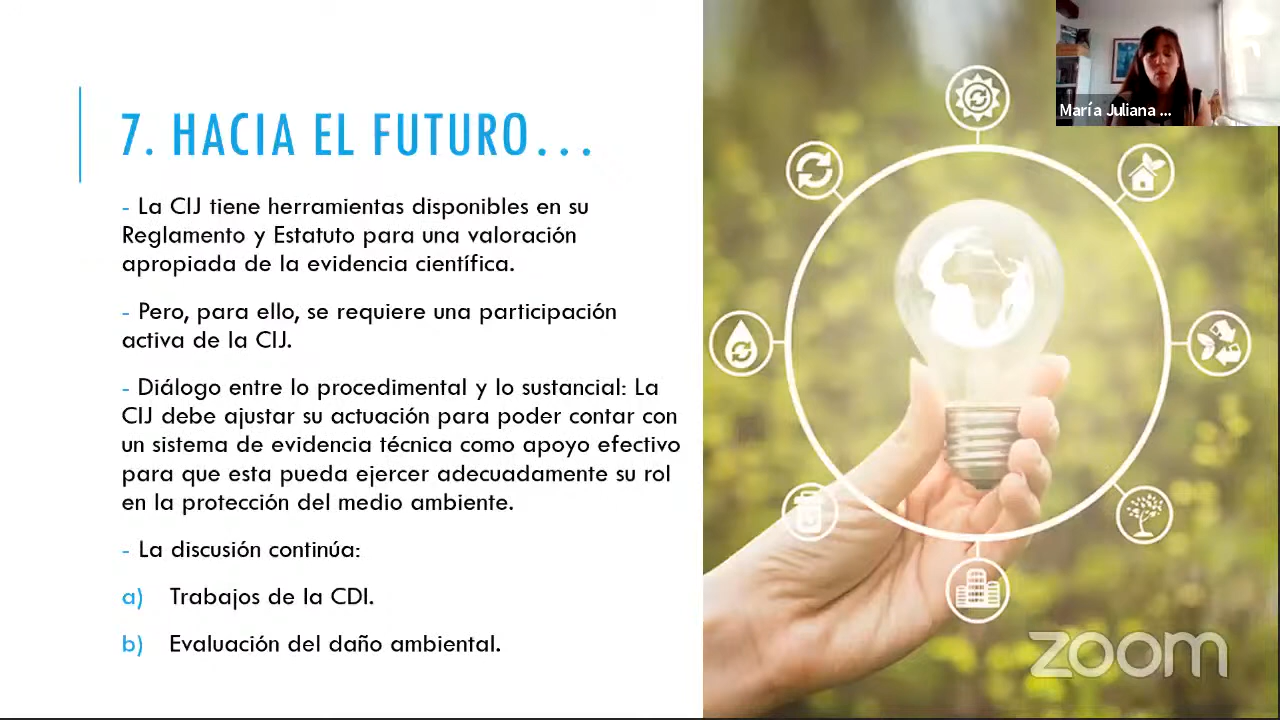 7. HACIA EL FUTURO...
- La CIJ tiene herramientas disponibles en su
Reglamento y Estatuto para una valoración
apropiada de la evidencia científica.
- Pero, para ello, se requiere una participación
activa de la CIJ.
- Diálogo entre lo procedimental y lo sustancial: La
CIJ debe ajustar su actuación para poder contar con
un sistema de evidencia técnica como apoyo efectivo
para que esta pueda ejercer adecuadamente su rol
en la protección del medio ambiente.
- La discusión continúa:
a) Trabajos de la CDI.
b) Evaluación del daño ambiental.
María Juliana ...
zoom